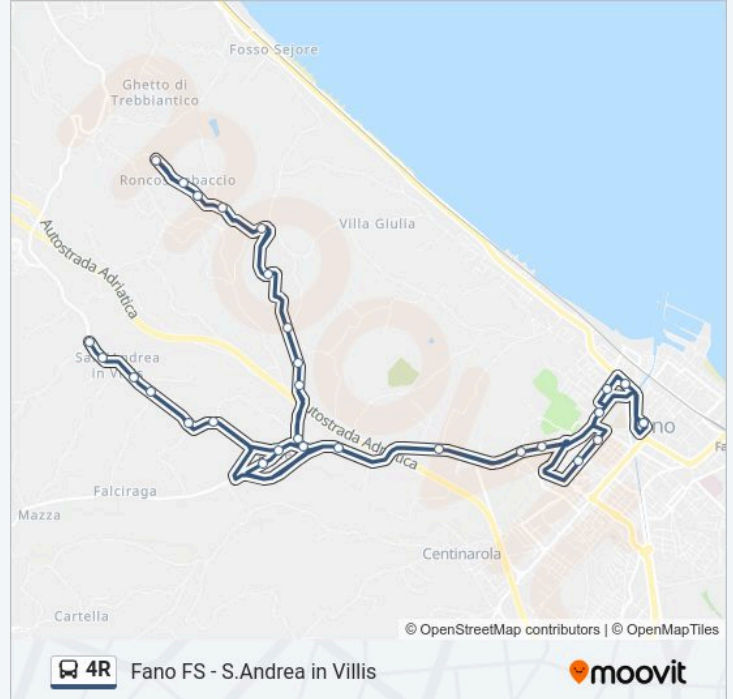 Fosso Sejore
Ghetto di
Trebbiantico
Villa Giulia
Autostrada Adriatica
Autostrada Adriatica
Falciraga
Mazza
Centinarola
Cartella
© OpenStreetMap contributors | © OpenMapTiles
4R Fano FS - S.Andrea in Villis
moovit